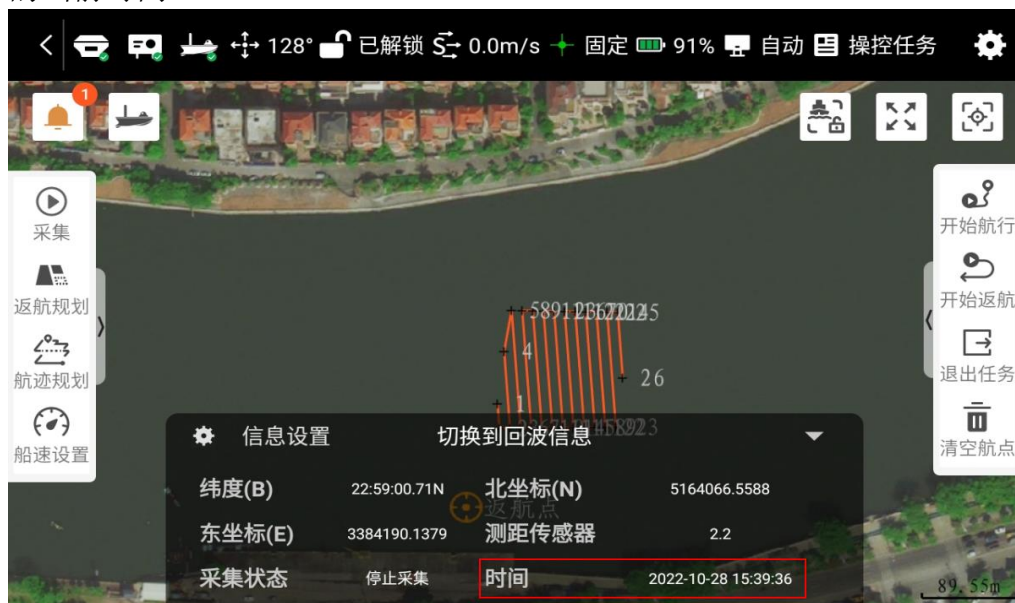 128° 已解锁 0.0m/s 固定 91% 自动 操控任务
1
采集
返航规划
航迹规划
船速设置
开始航行
开始返航
退出任务
清空航点
4
26
1
信息设置 切换到回波信息
纬度(B) 22:59:00.71N 北坐标(N) 5164066.5588
返航点
东坐标(E) 3384190.1379 测距传感器 2.2
采集状态 停止采集 时间 2022-10-28 15:39:36
89.55m